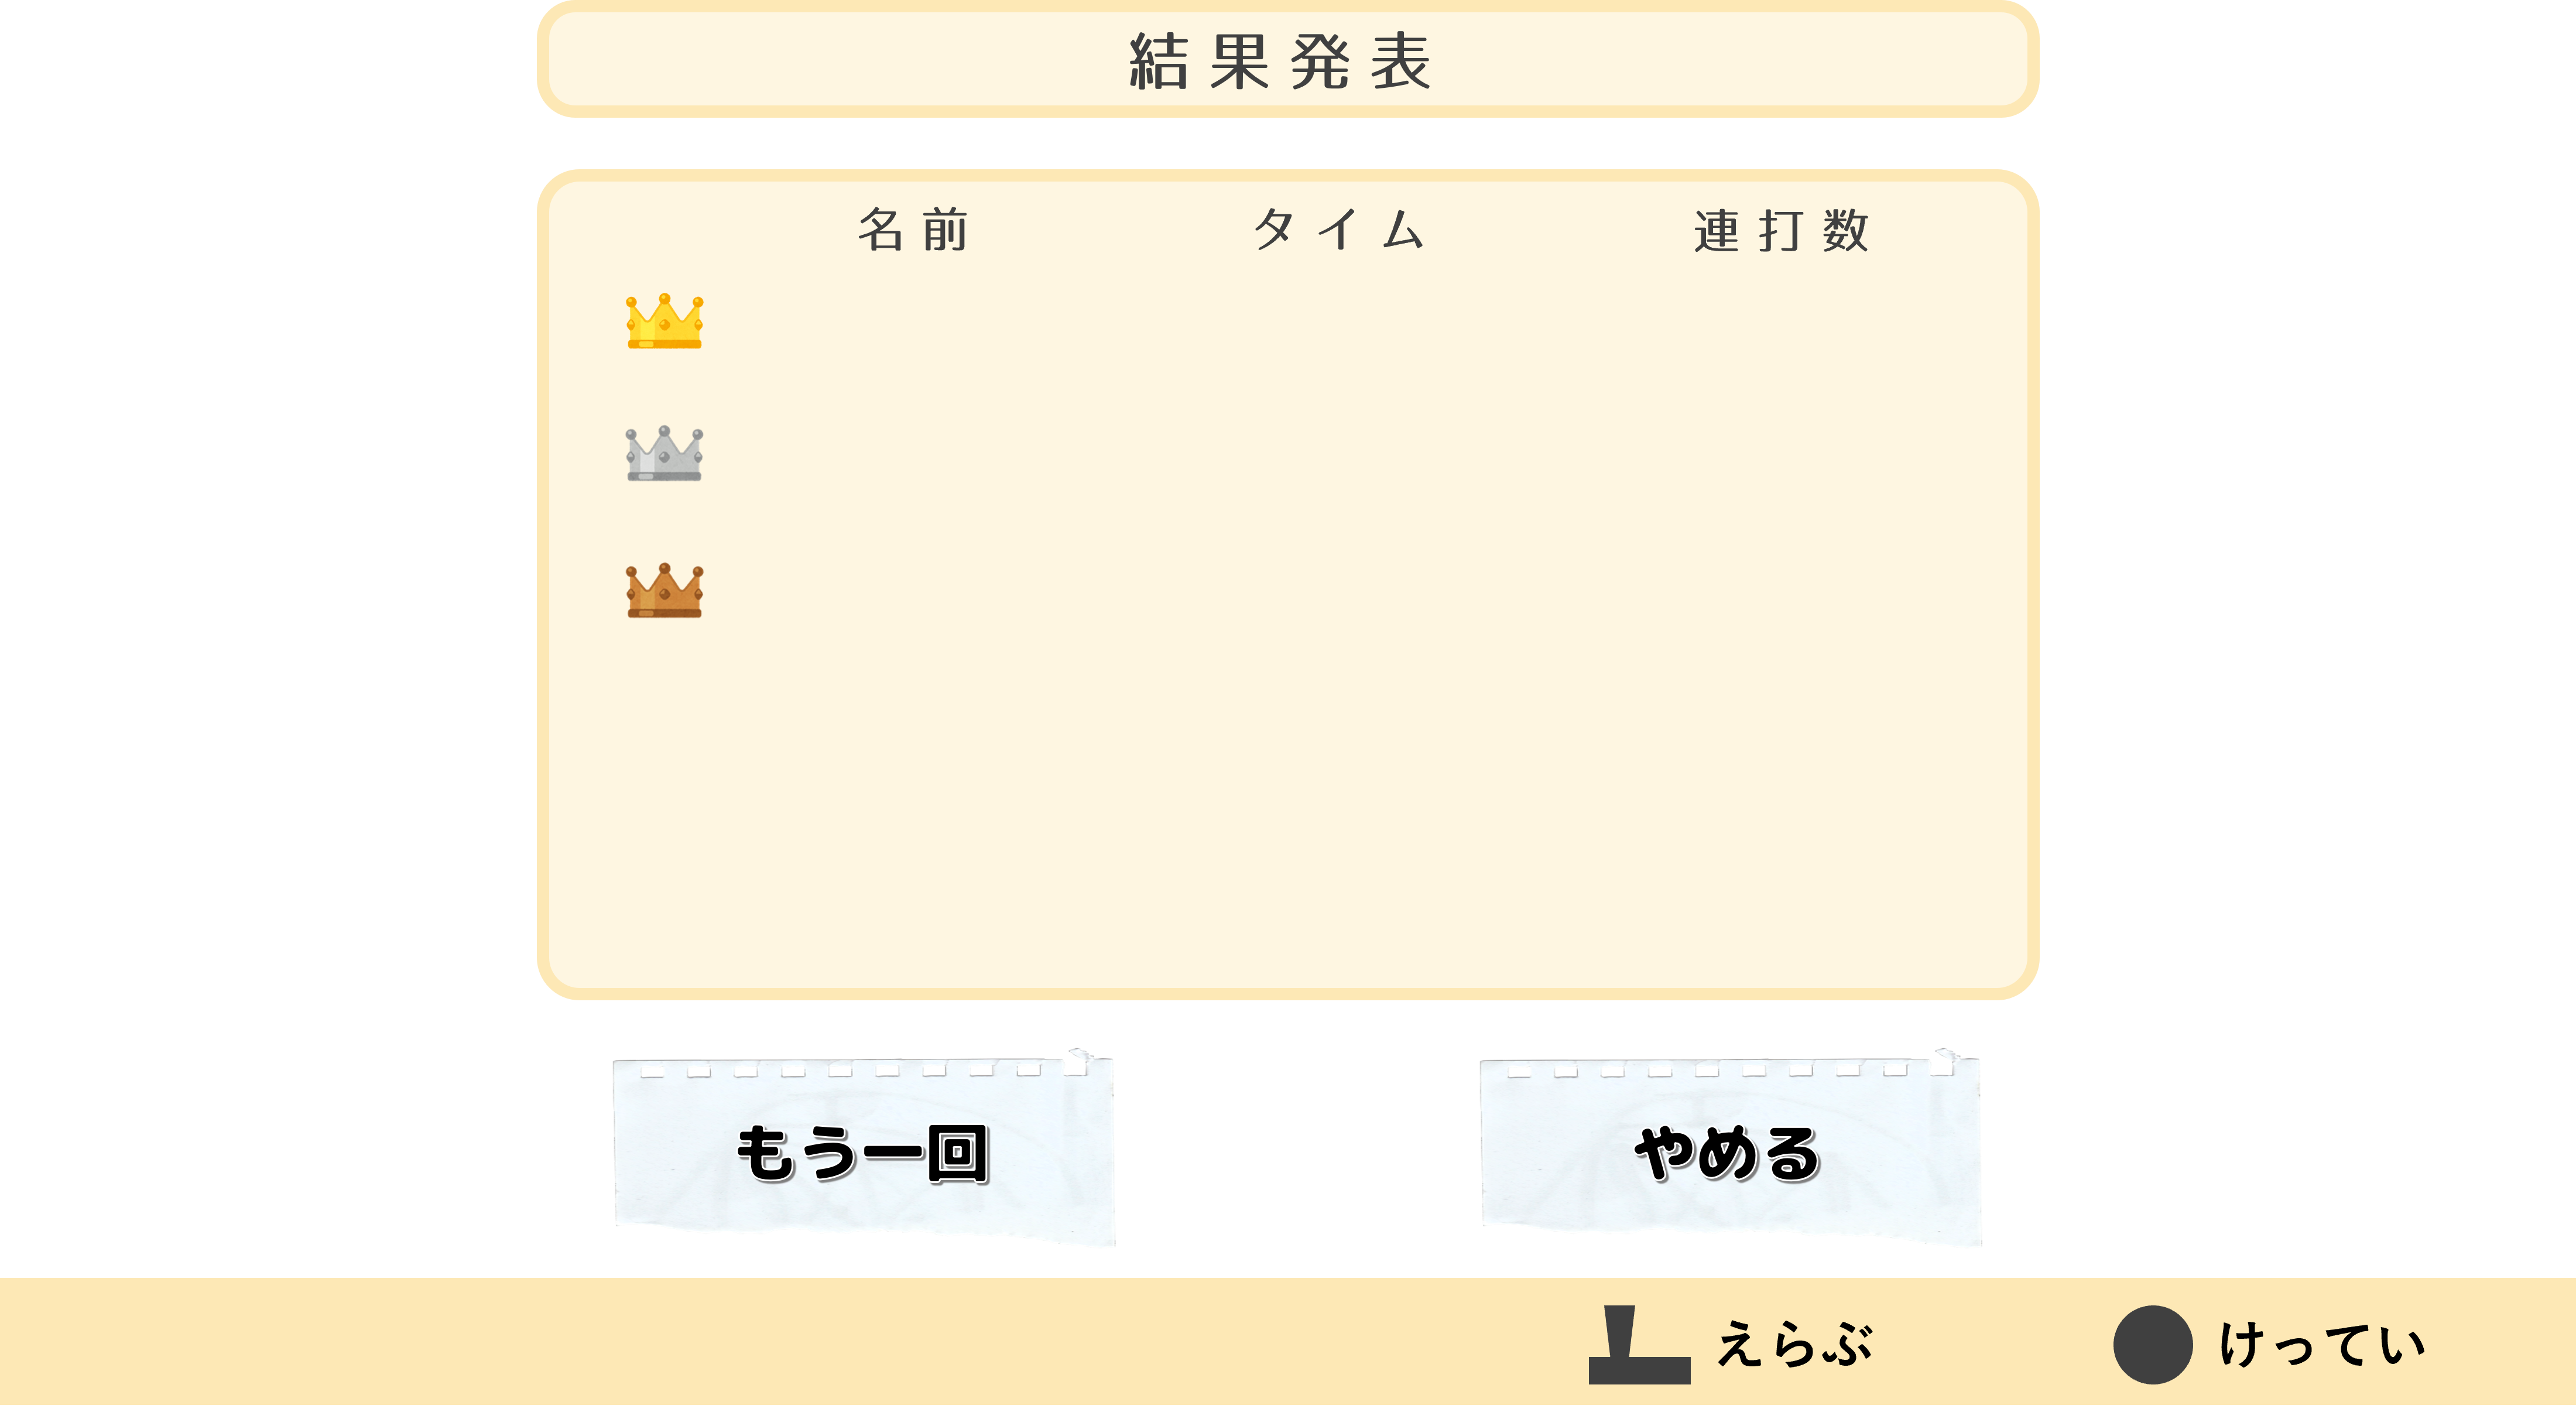 結果発表
名前 タイム 連打数
もう一回 やめる
えらぶ けってい